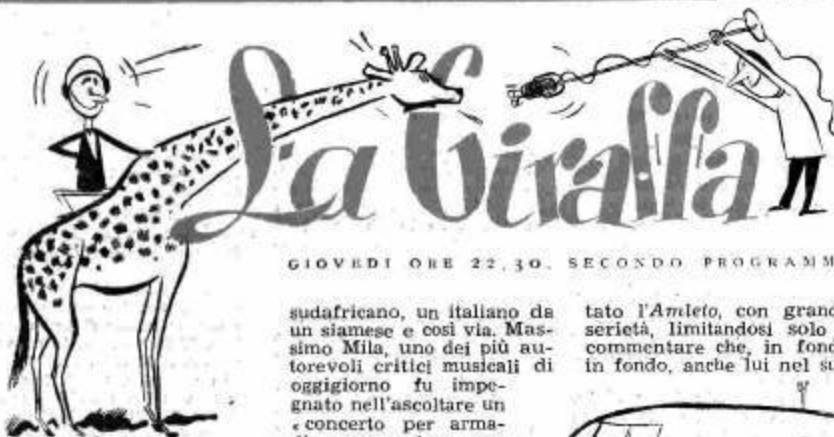 La Giraffa
GIOVEDI ORE 22,30. SECONDO PROGRAMM
sudafricano, un italiano da
un siamese e così via. Mas-
simo Mila, uno dei più au-
torevoli critici musicali di
oggigiorno fu impe-
gnato nell'ascoltare un
« concerto per arma-
tato l'Amleto, con grand
serietà, limitandosi solo
commentare che, in fond
in fondo, anche lui nel su